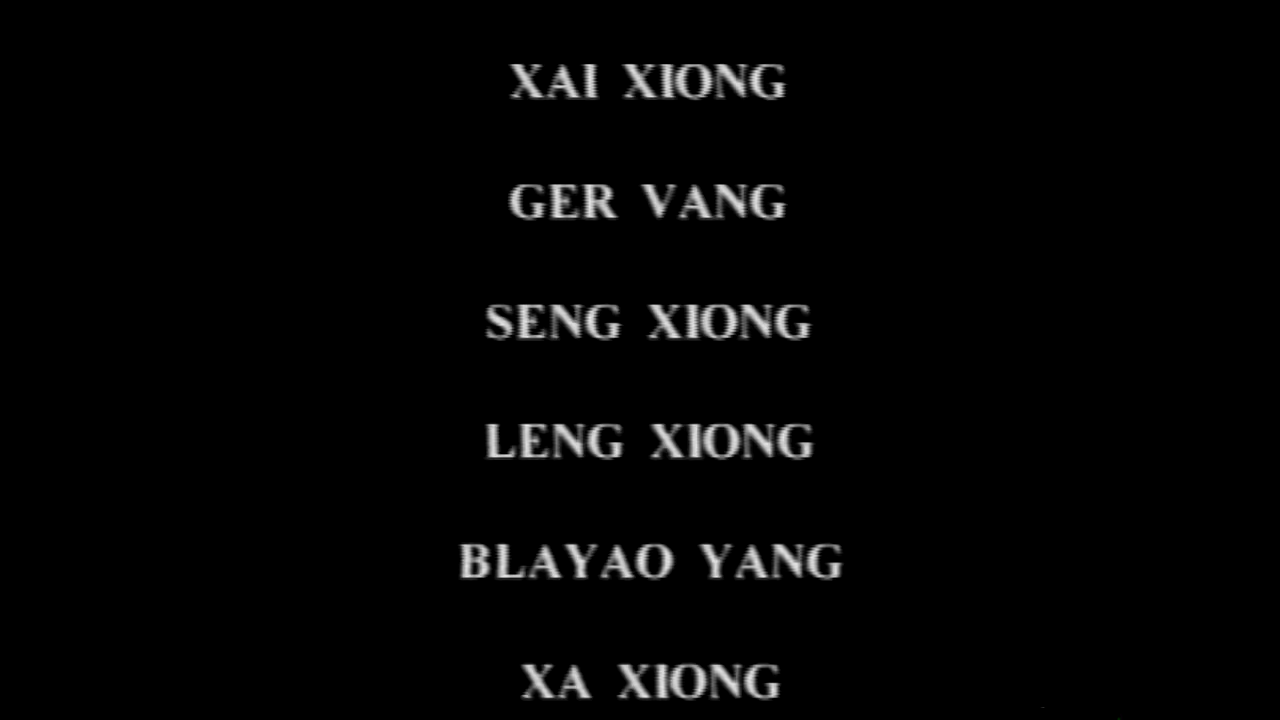 XAI XIONG
GER VANG
SENG XIONG
LENG XIONG
BLAYAO YANG
XA XIONG